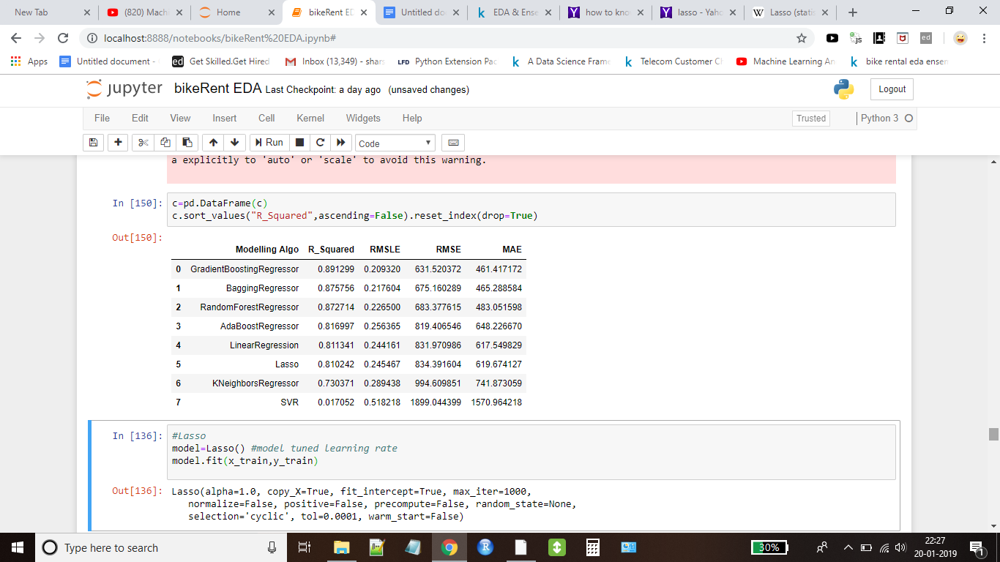 New Tab
(820) Mach
Home
bikeRent ED
Untitled do
EDA & Ense
how to kno
lasso - Yaho
Lasso (statis
localhost:8888/notebooks/bikeRent%20EDA.ipynb#
JS
ed
Apps
Untitled document -
ed Get Skilled.Get Hired
Inbox (13,349) - shars
LFD Python Extension Pac
A Data Science Frame
Telecom Customer Ch
Machine Learning An
bike rental eda ensem
jupyter bikeRent EDA Last Checkpoint: a day ago (unsaved changes)
Logout
File Edit View Insert Cell Kernel Widgets Help
Trusted
Python 3
Run
Code
a explicitly to 'auto' or 'scale' to avoid this warning.
In [150]: c=pd.DataFrame(c)
c.sort_values("R_Squared",ascending=False).reset_index(drop=True)
Out[150]:
Modelling Algo R_Squared RMSLE RMSE MAE
0 GradientBoostingRegressor 0.891299 0.209320 631.520372 461.417172
1 BaggingRegressor 0.875756 0.217604 675.160289 465.288584
2 RandomForestRegressor 0.872714 0.226500 683.377615 483.051598
3 AdaBoostRegressor 0.816997 0.256365 819.406546 648.226670
4 LinearRegression 0.811341 0.244161 831.970986 617.549829
5 Lasso 0.810242 0.245467 834.391604 619.674127
6 KNeighborsRegressor 0.730371 0.289438 994.609851 741.873059
7 SVR 0.017052 0.518218 1899.044399 1570.964218
In [136]: #Lasso
model=Lasso() #model tuned learning rate
model.fit(x_train,y_train)
Out[136]: Lasso(alpha=1.0, copy_X=True, fit_intercept=True, max_iter=1000,
normalize=False, positive=False, precompute=False, random_state=None,
selection='cyclic', tol=0.0001, warm_start=False)
Type here to search
30%
22:27
20-01-2019
1